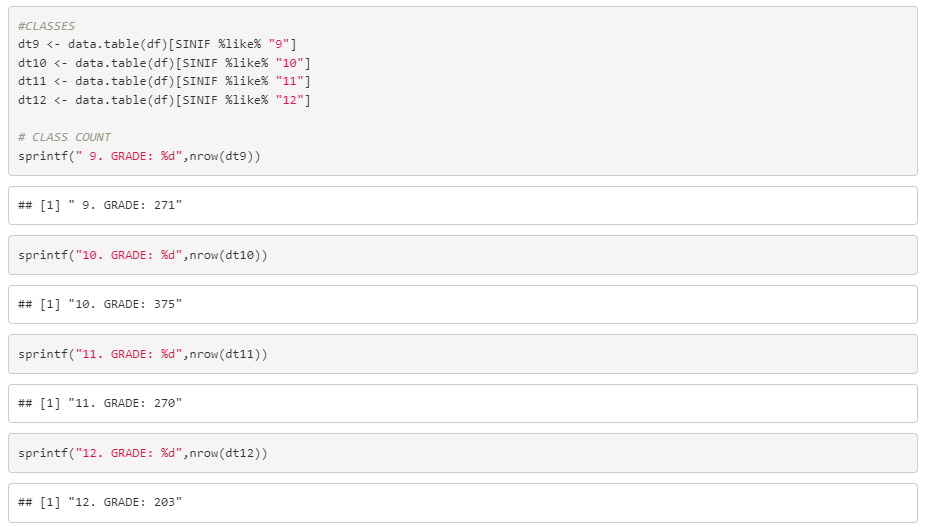 #CLASSES
dt9 <- data.table(df)[SINIF %like% "9"]
dt10 <- data.table(df)[SINIF %like% "10"]
dt11 <- data.table(df)[SINIF %like% "11"]
dt12 <- data.table(df)[SINIF %like% "12"]
# CLASS COUNT
sprintf(" 9. GRADE: %d",nrow(dt9))
## [1] " 9. GRADE: 271"
sprintf("10. GRADE: %d",nrow(dt10))
## [1] "10. GRADE: 375"
sprintf("11. GRADE: %d",nrow(dt11))
## [1] "11. GRADE: 270"
sprintf("12. GRADE: %d",nrow(dt12))
## [1] "12. GRADE: 203"